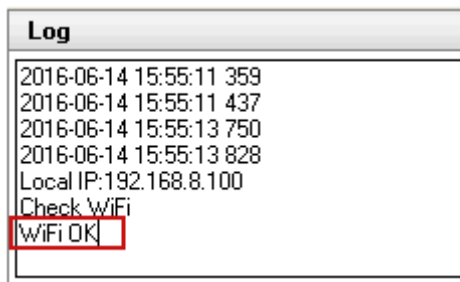 Log
2016-06-14 15:55:11 359
2016-06-14 15:55:11 437
2016-06-14 15:55:13 750
2016-06-14 15:55:13 828
Local IP:192.168.8.100
Check WiFi
WiFi OK